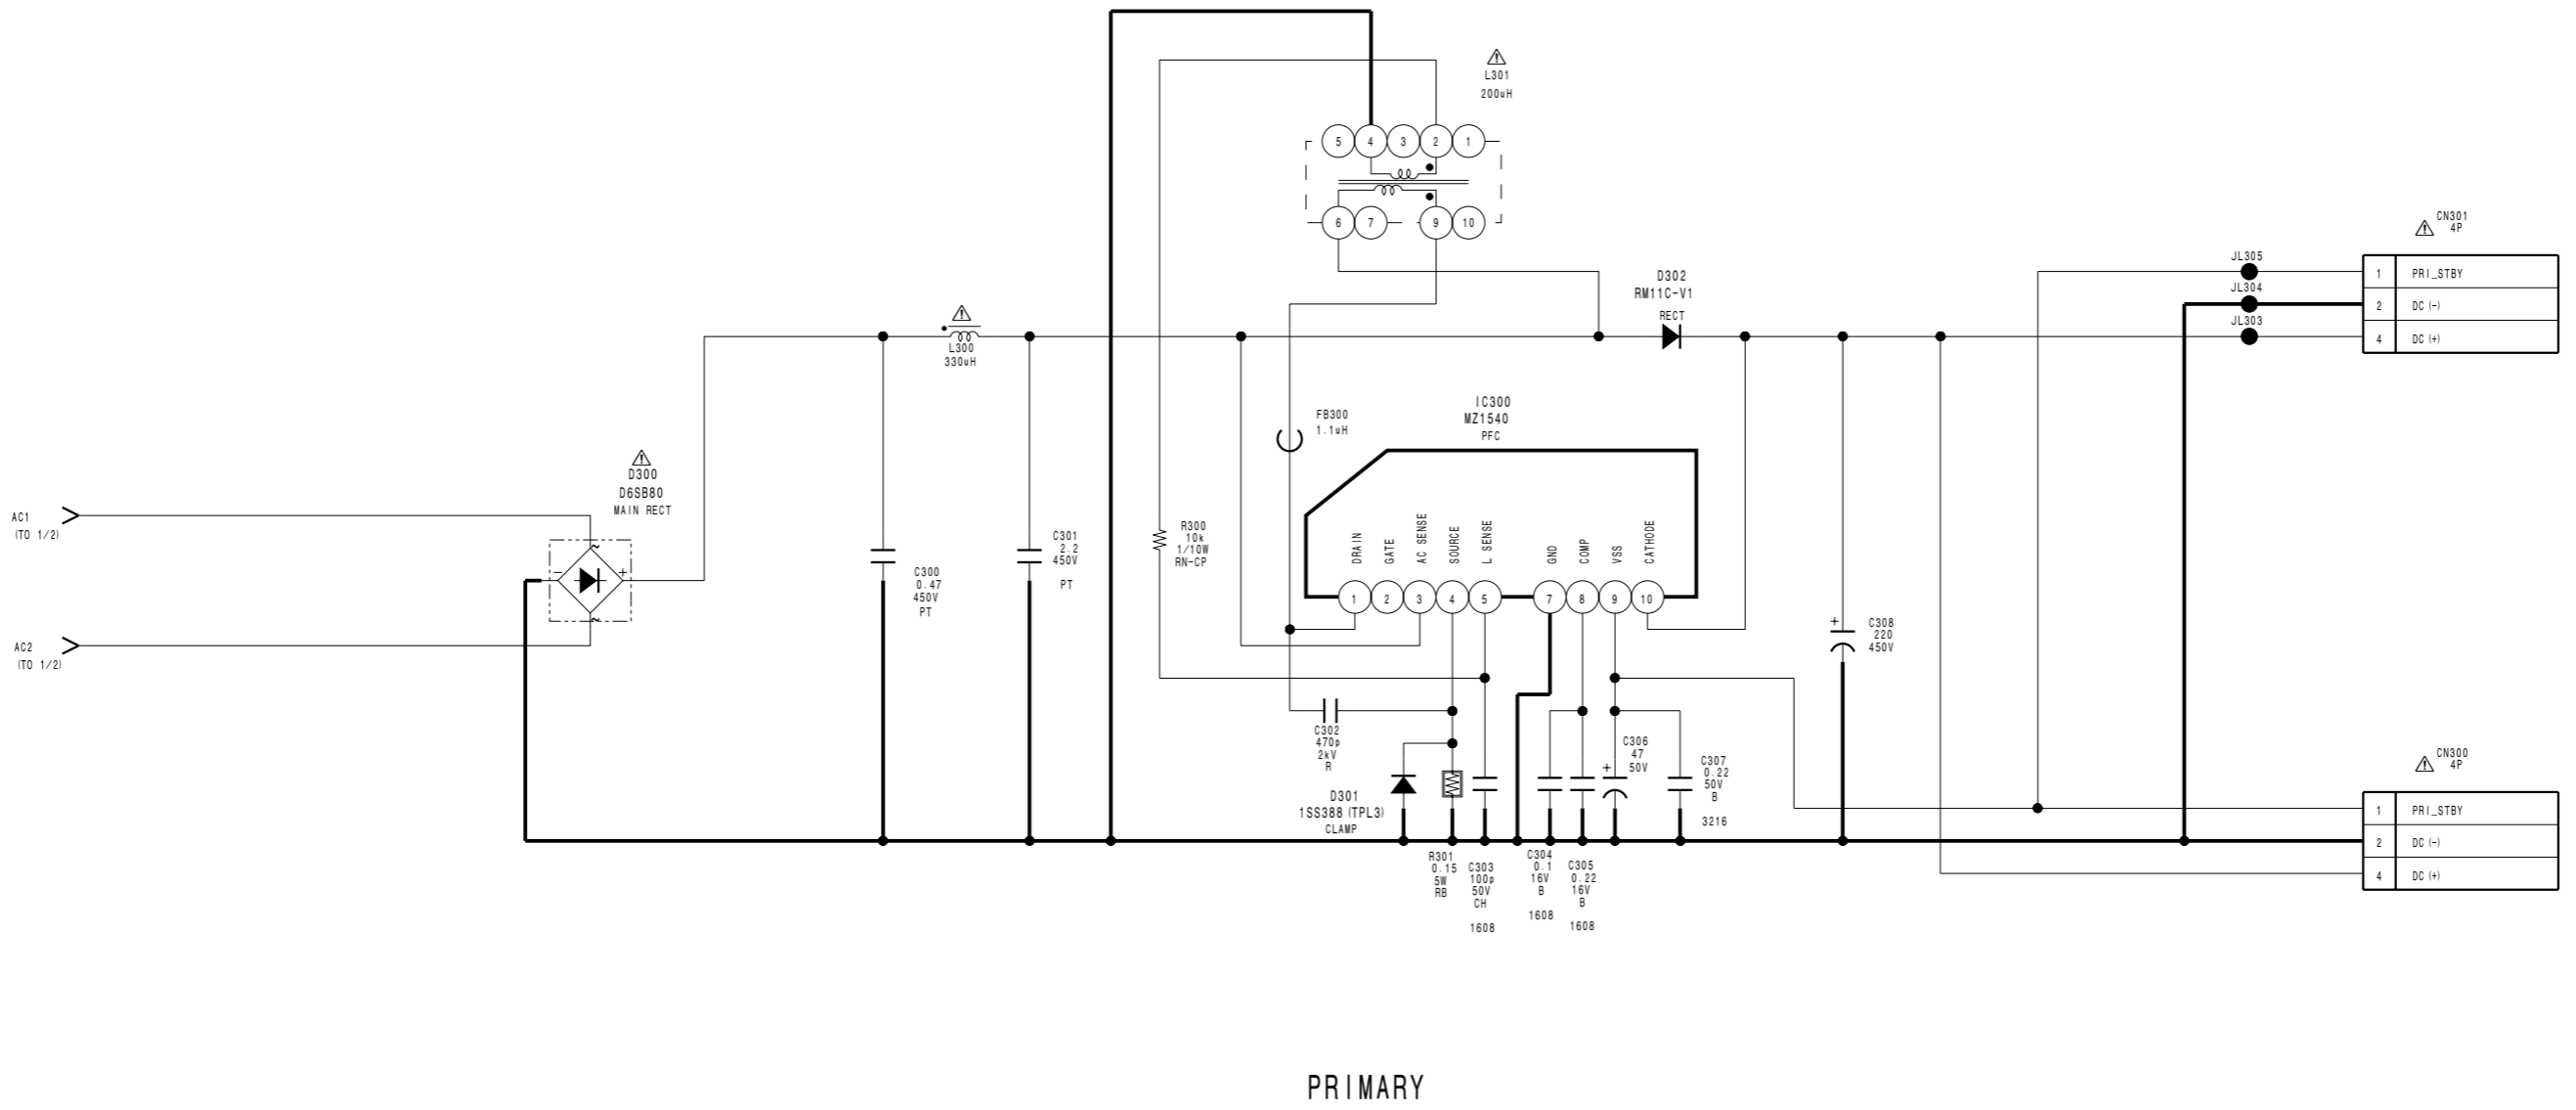 L301
200uH
5 4 3 2 1
6 7 9 10
CN301
4P
JL305
1 PRI_STBY
JL304
2 DC (-)
JL303
4 DC (+)
D302
RM11C-V1
RECT
L300
330uH
FB300
1.1uH
IC300
MZ1540
PFC
DRAIN
GATE
AC SENSE
SOURCE
L SENSE
GND
COMP
VSS
CATHODE
1 2 3 4 5 7 8 9 10
D300
D6SB80
MAIN RECT
AC1
(TO 1/2)
~
- +
~
AC2
(TO 1/2)
C300
0.47
450V
PT
C301
2.2
450V
PT
R300
10k
1/10W
RN-CP
+
C308
220
450V
C302
470p
2kV
R
D301
1SS388 (TPL3)
CLAMP
+
C306
47
50V
C307
0.22
50V
B
3216
R301
0.15
5W
RB
C303
100p
50V
CH
1608
C304
0.1
16V
B
1608
C305
0.22
16V
B
1608
CN300
4P
1 PRI_STBY
2 DC (-)
4 DC (+)
PRIMARY